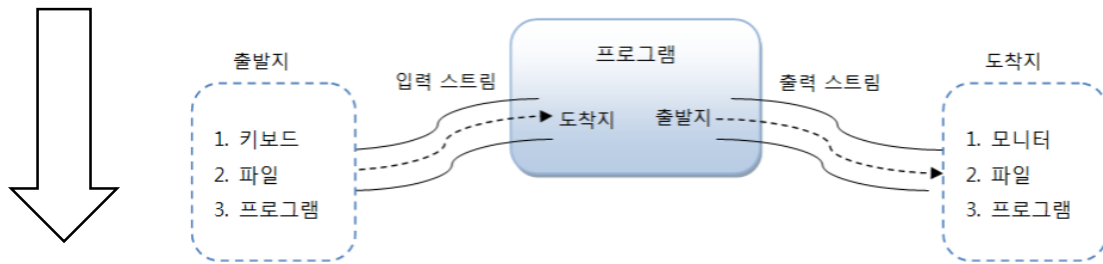 출발지
1. 키보드
2. 파일
3. 프로그램
입력 스트림
프로그램
도착지
출발지
출력 스트림
도착지
1. 모니터
2. 파일
3. 프로그램